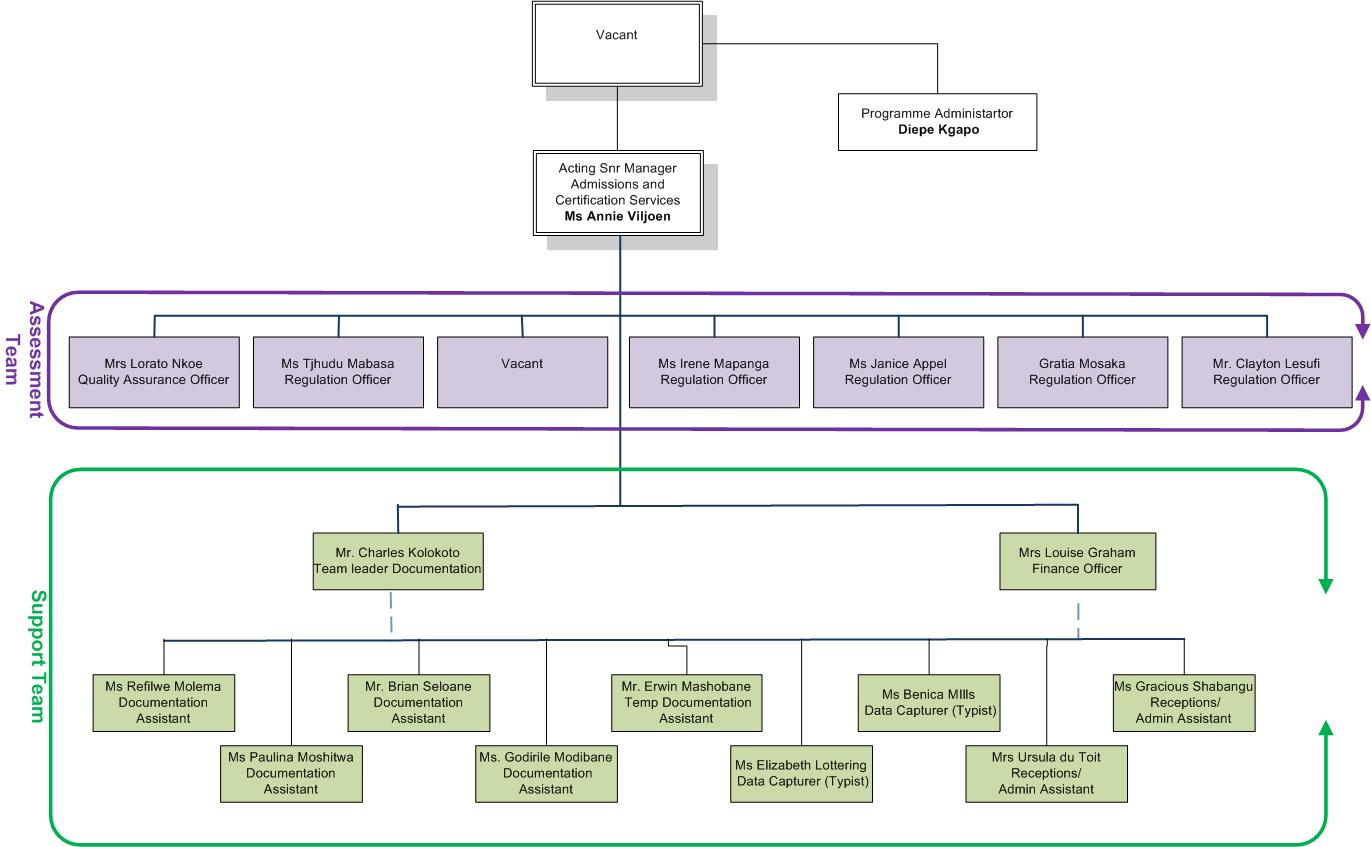 Vacant
Programme Administartor
Diepe Kgapo
Acting Snr Manager
Admissions and
Certification Services
Ms Annie Viljoen
Assessment
Team
Mrs Lorato Nkoe
Quality Assurance Officer
Ms Tjhudu Mabasa
Regulation Officer
Vacant
Ms Irene Mapanga
Regulation Officer
Ms Janice Appel
Regulation Officer
Gratia Mosaka
Regulation Officer
Mr. Clayton Lesufi
Regulation Officer
Support Team
Mr. Charles Kolokoto
Team leader Documentation
Mrs Louise Graham
Finance Officer
Ms Refilwe Molema
Documentation
Assistant
Mr. Brian Seloane
Documentation
Assistant
Mr. Erwin Mashobane
Temp Documentation
Assistant
Ms Benica MIlls
Data Capturer (Typist)
Ms Gracious Shabangu
Receptions/
Admin Assistant
Ms Paulina Moshitwa
Documentation
Assistant
Ms. Godirile Modibane
Documentation
Assistant
Ms Elizabeth Lottering
Data Capturer (Typist)
Mrs Ursula du Toit
Receptions/
Admin Assistant